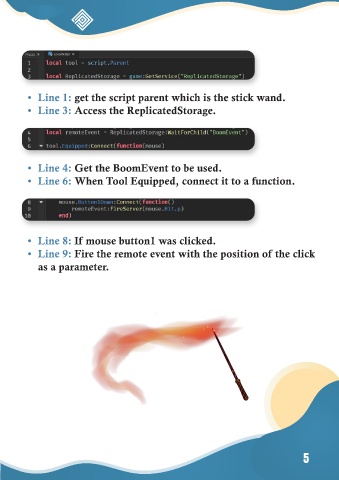 1 local tool = script.Parent
2
3 local ReplicatedStorage = game:GetService("ReplicatedStorage")
• Line 1: get the script parent which is the stick wand.
• Line 3: Access the ReplicatedStorage.
4 local remoteEvent = ReplicatedStorage:WaitForChild("BoomEvent")
5
6 tool.Equipped:Connect(function(mouse)
• Line 4: Get the BoomEvent to be used.
• Line 6: When Tool Equipped, connect it to a function.
8 mouse.Button1Down:Connect(function()
9 remoteEvent:FireServer(mouse.Hit.p)
10 end)
• Line 8: If mouse button1 was clicked.
• Line 9: Fire the remote event with the position of the click
as a parameter.
5